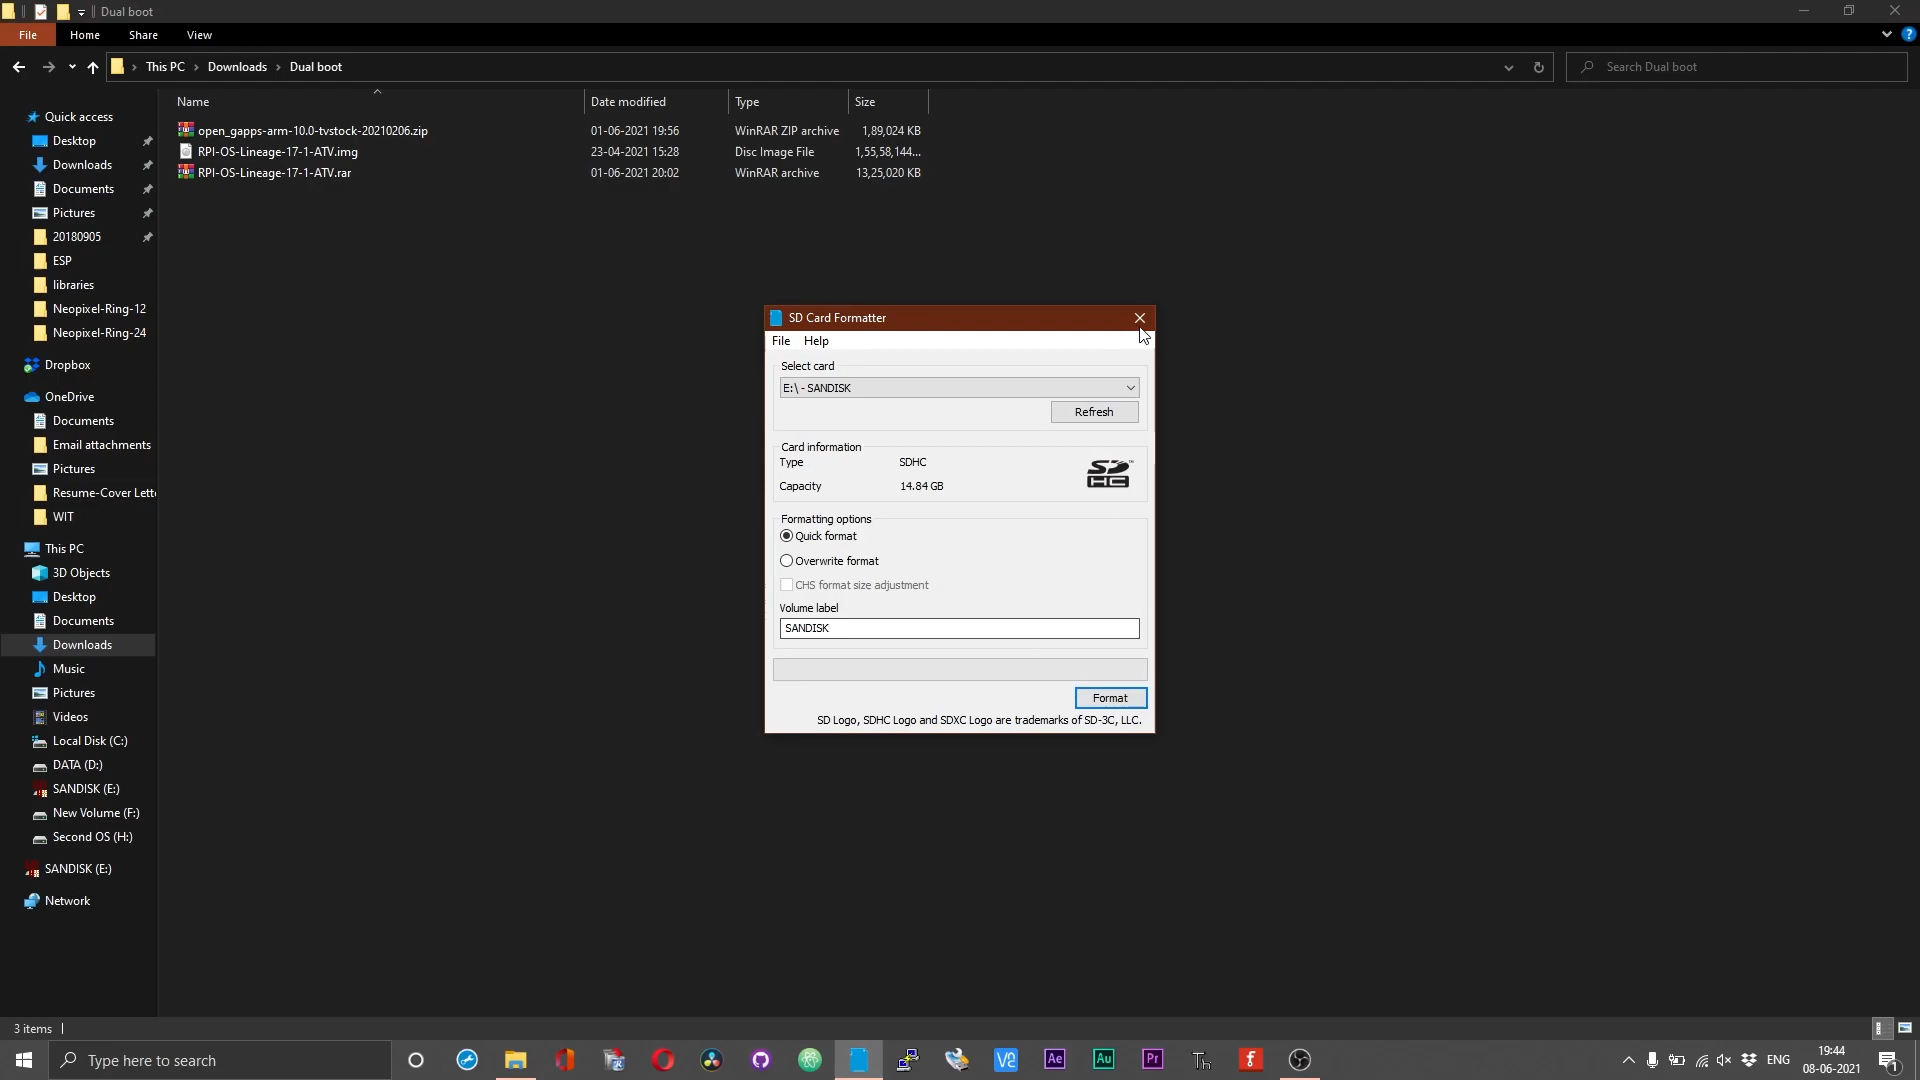 Dual boot
File Home Share View
This PC Downloads Dual boot
Search Dual boot
Name Date modified Type Size
open_gapps-arm-10.0-tvstock-20210206.zip 01-06-2021 19:56 WinRAR ZIP archive 1,89,024 KB
RPI-OS-Lineage-17-1-ATV.img 23-04-2021 15:28 Disc Image File 1,55,58,144...
RPI-OS-Lineage-17-1-ATV.rar 01-06-2021 20:02 WinRAR archive 13,25,020 KB
Quick access
Desktop
Downloads
Documents
Pictures
20180905
ESP
libraries
Neopixel-Ring-12
Neopixel-Ring-24
Dropbox
OneDrive
Documents
Email attachments
Pictures
Resume-Cover Lett
WIT
This PC
3D Objects
Desktop
Documents
Downloads
Music
Pictures
Videos
Local Disk (C:)
DATA (D:)
SANDISK (E:)
New Volume (F:)
Second OS (H:)
SANDISK (E:)
Network
SD Card Formatter
File Help
Select card
E:\ - SANDISK
Refresh
Card information
Type SDHC
Capacity 14.84 GB
SD HC
Formatting options
Quick format
Overwrite format
CHS format size adjustment
Volume label
SANDISK
Format
SD Logo, SDHC Logo and SDXC Logo are trademarks of SD-3C, LLC.
3 items
Type here to search
Ae
Au
Pr
Th
ENG
19:44
08-06-2021
1